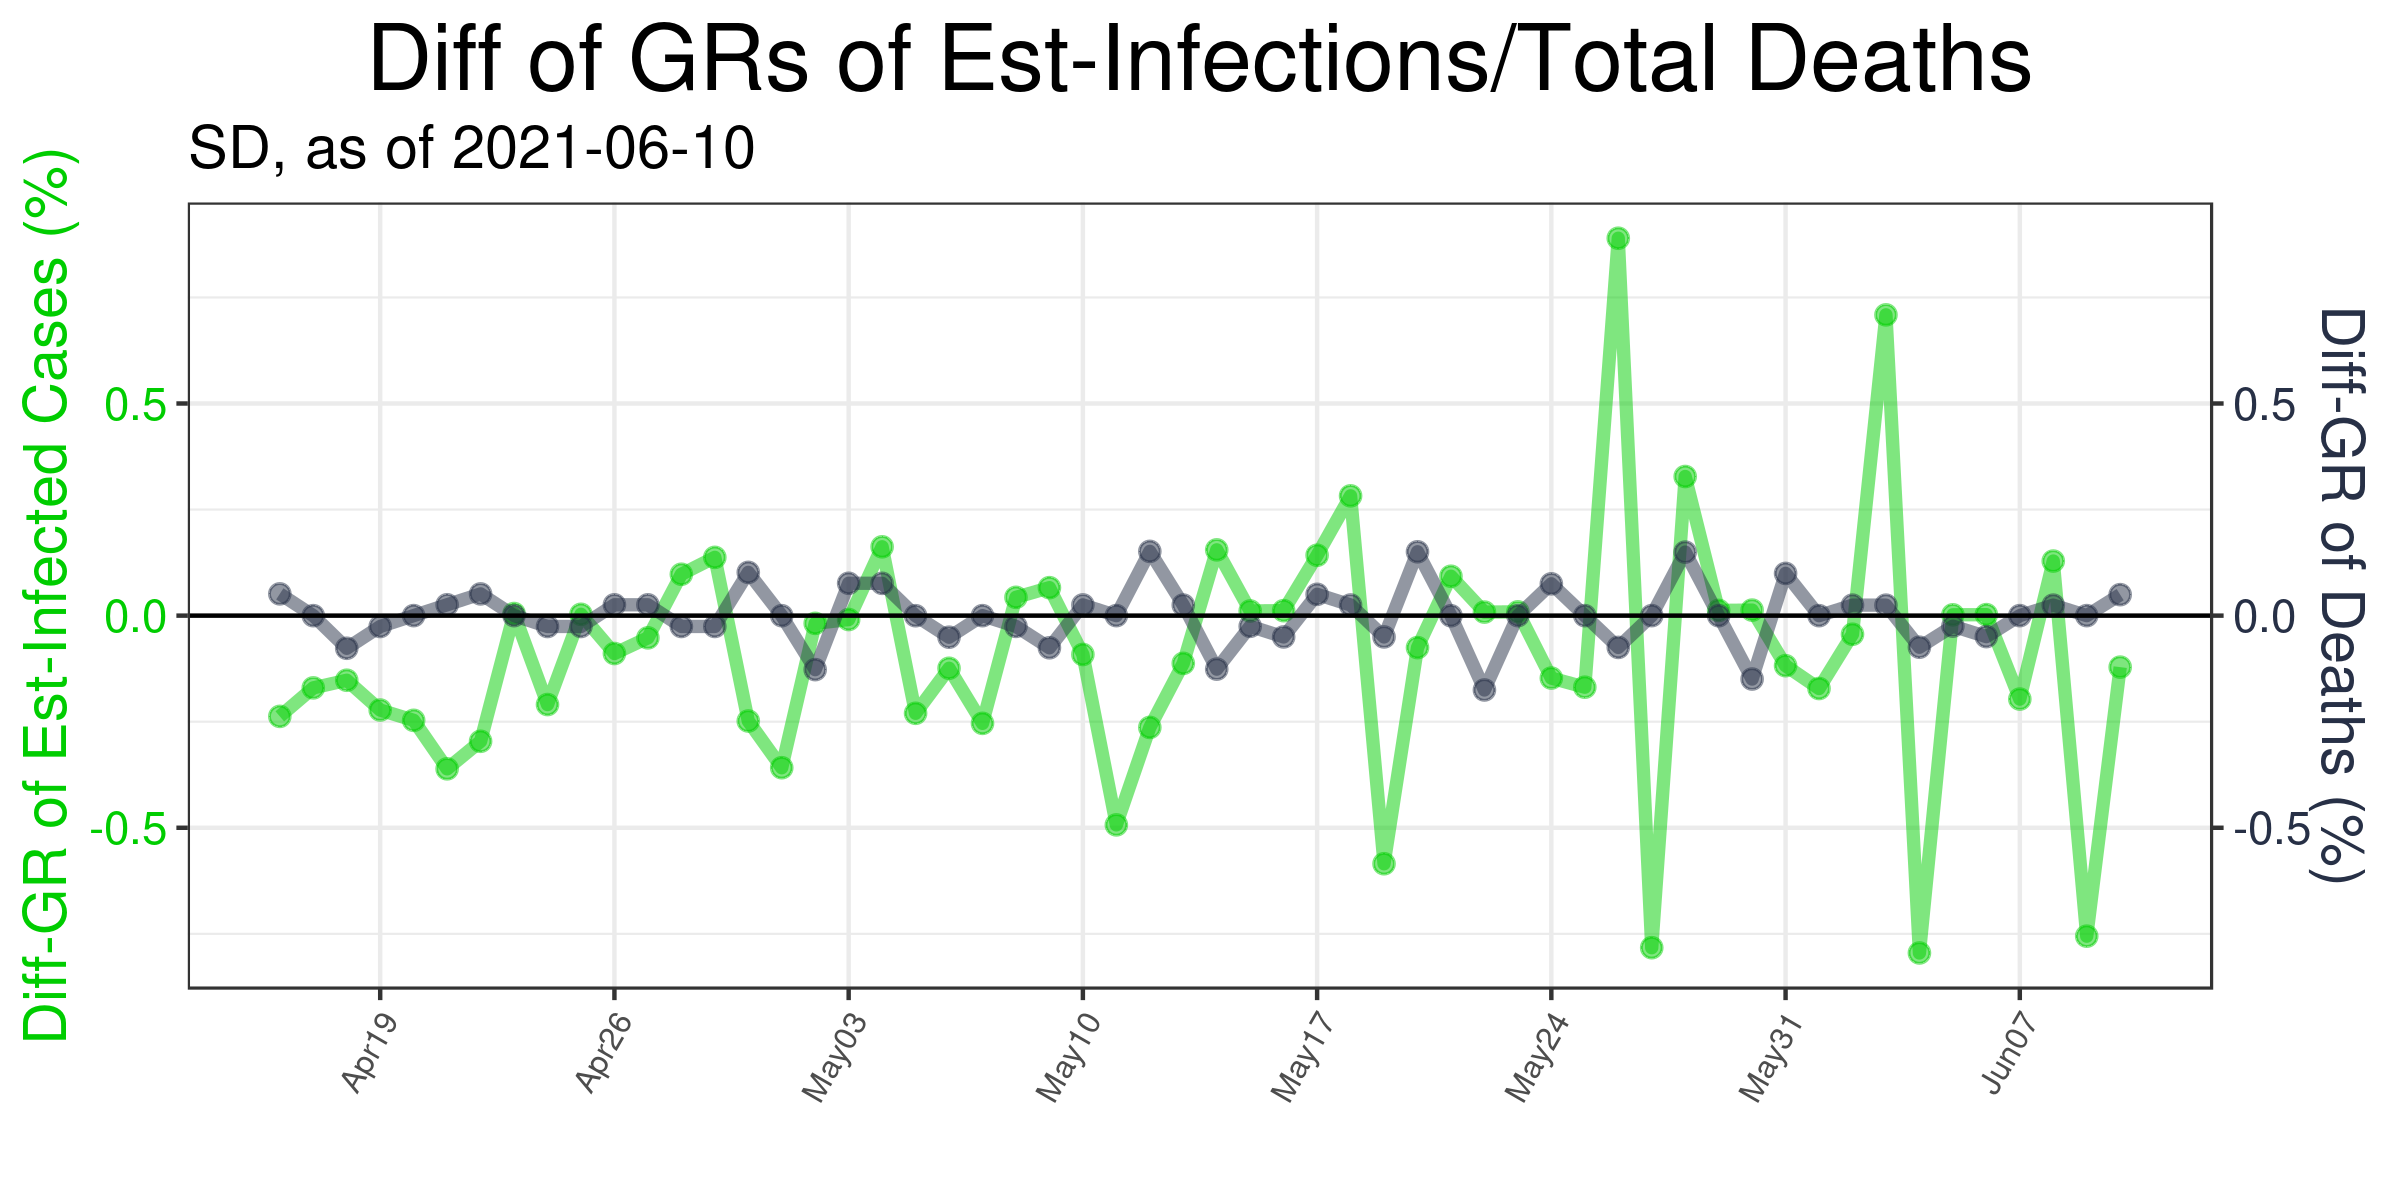 Diff of GRs of Est-Infections/Total Deaths
SD, as of 2021-06-10
Diff-GR of Est-Infected Cases (%)
0.5
0.0
-0.5
0.5
0.0
-0.5
Diff-GR of Deaths (%)
Apr19
Apr26
May03
May10
May17
May24
May31
Jun07